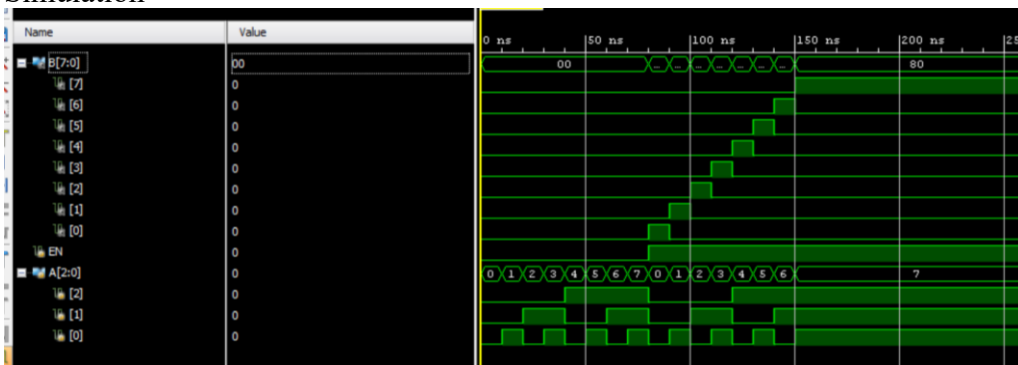 Simulation
Name Value
0 ns 50 ns 100 ns 150 ns 200 ns 25
B[7:0] 00 00 ... ... ... ... ... ... ... 80
[7] 0
[6] 0
[5] 0
[4] 0
[3] 0
[2] 0
[1] 0
[0] 0
EN 0
A[2:0] 0 0 1 2 3 4 5 6 7 0 1 2 3 4 5 6 7
[2] 0
[1] 0
[0] 0